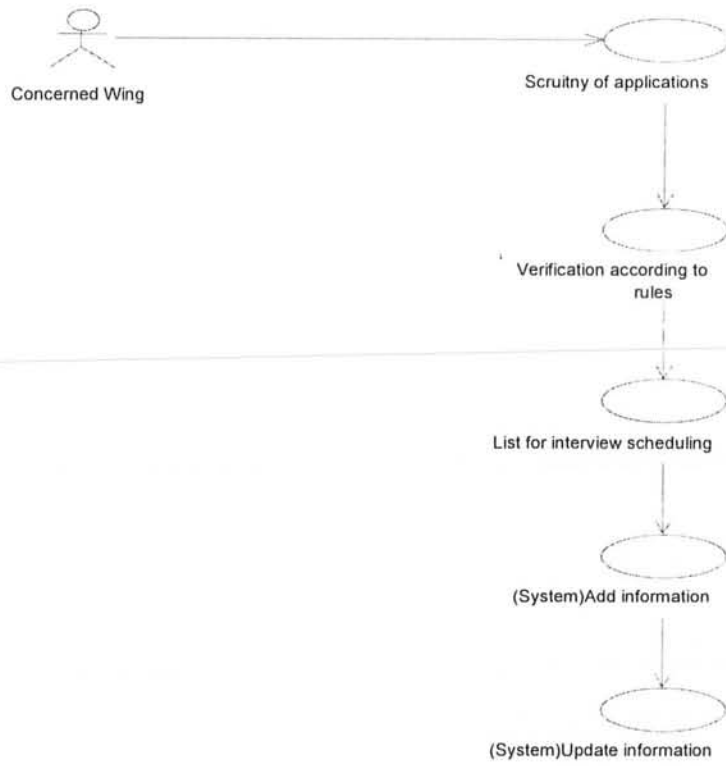 Concerned Wing
Scruitny of applications
Verification according to
rules
List for interview scheduling
(System)Add information
(System)Update information